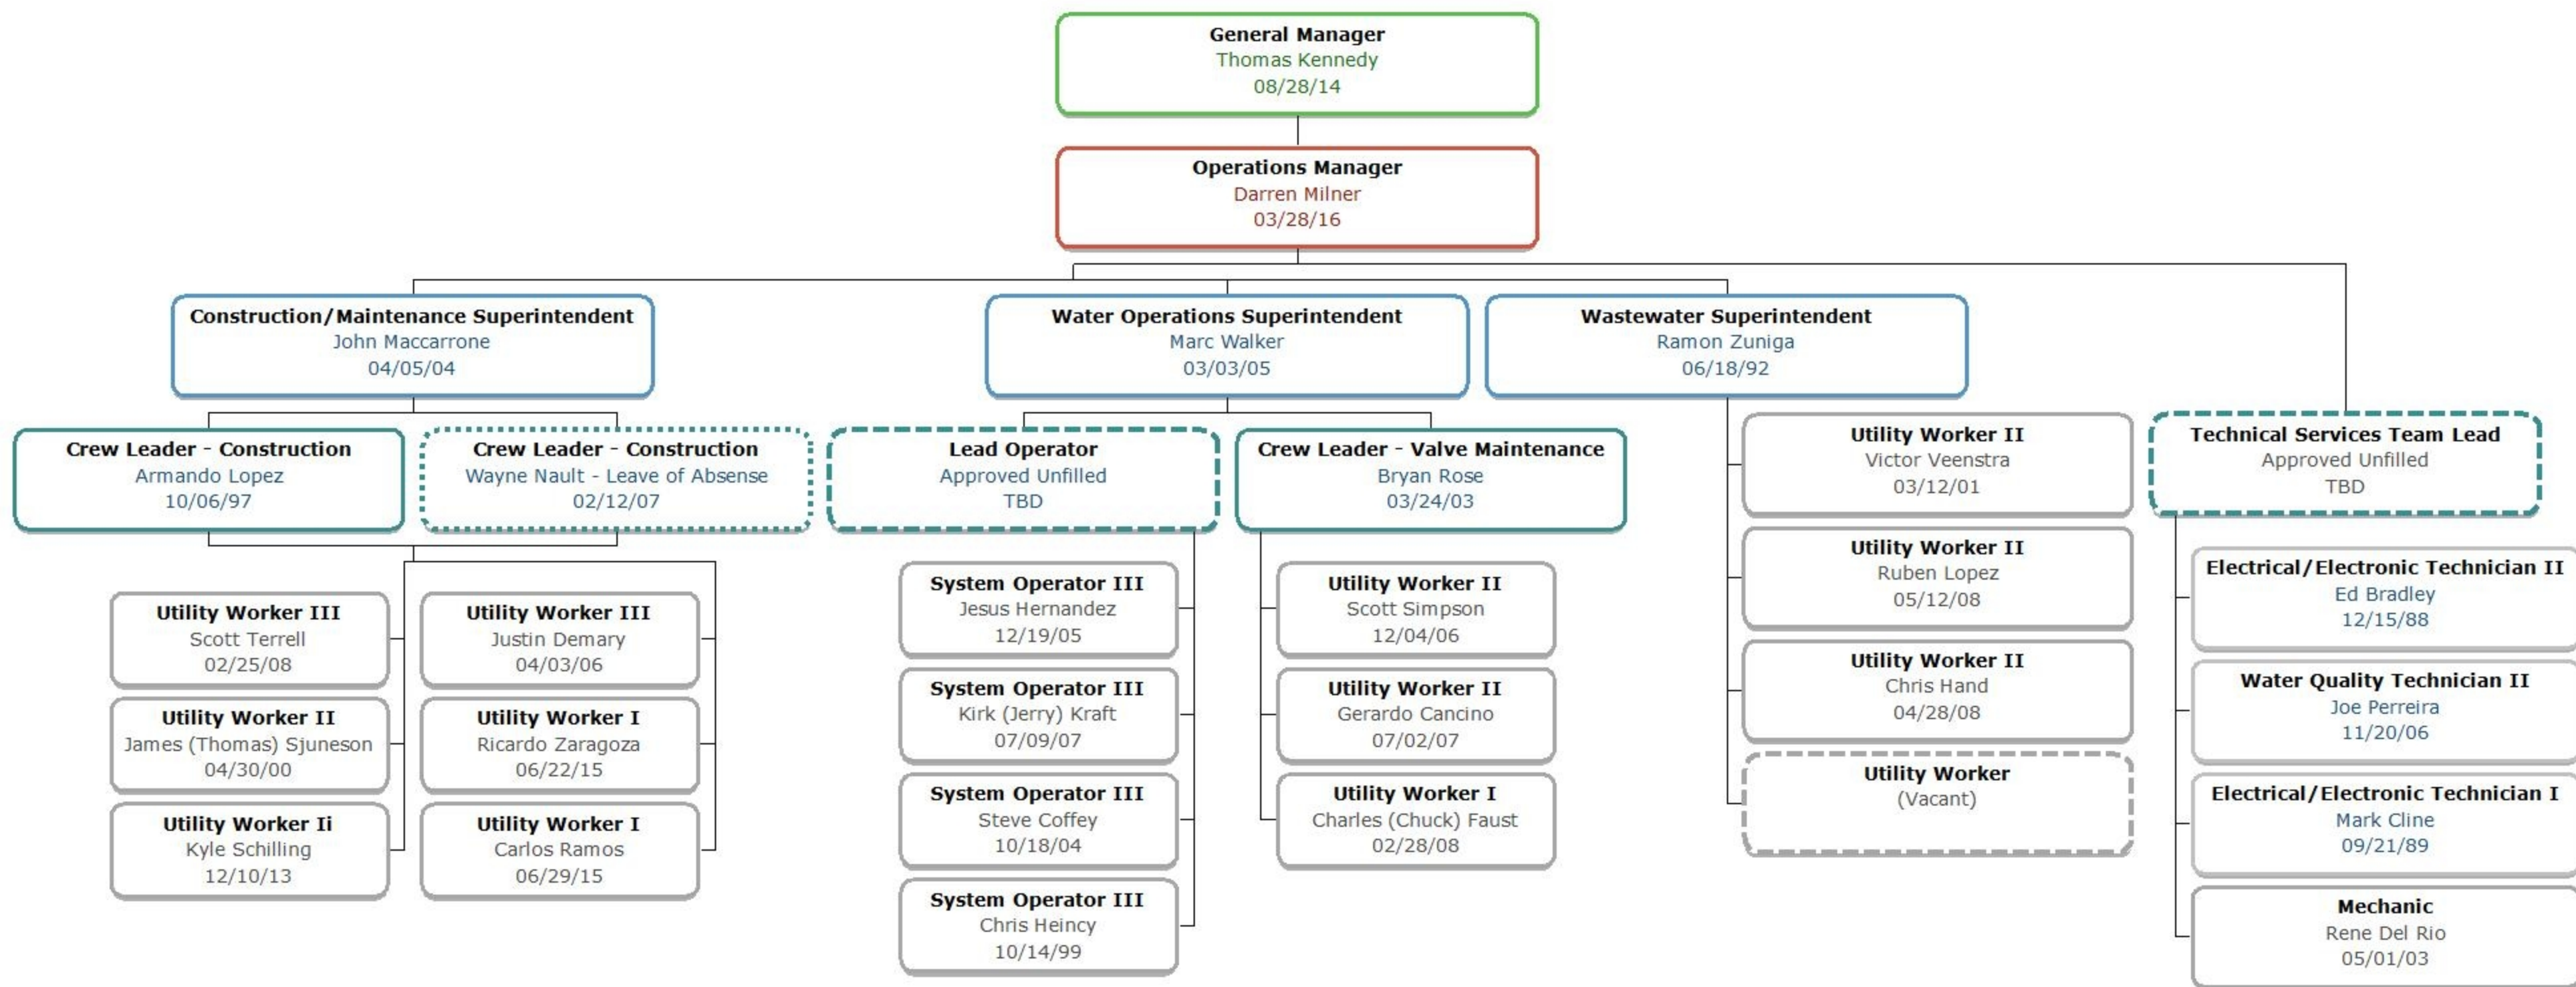 General Manager
Thomas Kennedy
08/28/14
Operations Manager
Darren Milner
03/28/16
Construction/Maintenance Superintendent
John Maccarrone
04/05/04
Water Operations Superintendent
Marc Walker
03/03/05
Wastewater Superintendent
Ramon Zuniga
06/18/92
Crew Leader - Construction
Armando Lopez
10/06/97
Crew Leader - Construction
Wayne Nault - Leave of Absense
02/12/07
Lead Operator
Approved Unfilled
TBD
Crew Leader - Valve Maintenance
Bryan Rose
03/24/03
Utility Worker III
Scott Terrell
02/25/08
Utility Worker II
James (Thomas) Sjuneson
04/30/00
Utility Worker Ii
Kyle Schilling
12/10/13
Utility Worker III
Justin Demary
04/03/06
Utility Worker I
Ricardo Zaragoza
06/22/15
Utility Worker I
Carlos Ramos
06/29/15
System Operator III
Jesus Hernandez
12/19/05
System Operator III
Kirk (Jerry) Kraft
07/09/07
System Operator III
Steve Coffey
10/18/04
System Operator III
Chris Heincy
10/14/99
Utility Worker II
Scott Simpson
12/04/06
Utility Worker II
Gerardo Cancino
07/02/07
Utility Worker I
Charles (Chuck) Faust
02/28/08
Utility Worker II
Victor Veenstra
03/12/01
Utility Worker II
Ruben Lopez
05/12/08
Utility Worker II
Chris Hand
04/28/08
Utility Worker
(Vacant)
Technical Services Team Lead
Approved Unfilled
TBD
Electrical/Electronic Technician II
Ed Bradley
12/15/88
Water Quality Technician II
Joe Perreira
11/20/06
Electrical/Electronic Technician I
Mark Cline
09/21/89
Mechanic
Rene Del Rio
05/01/03